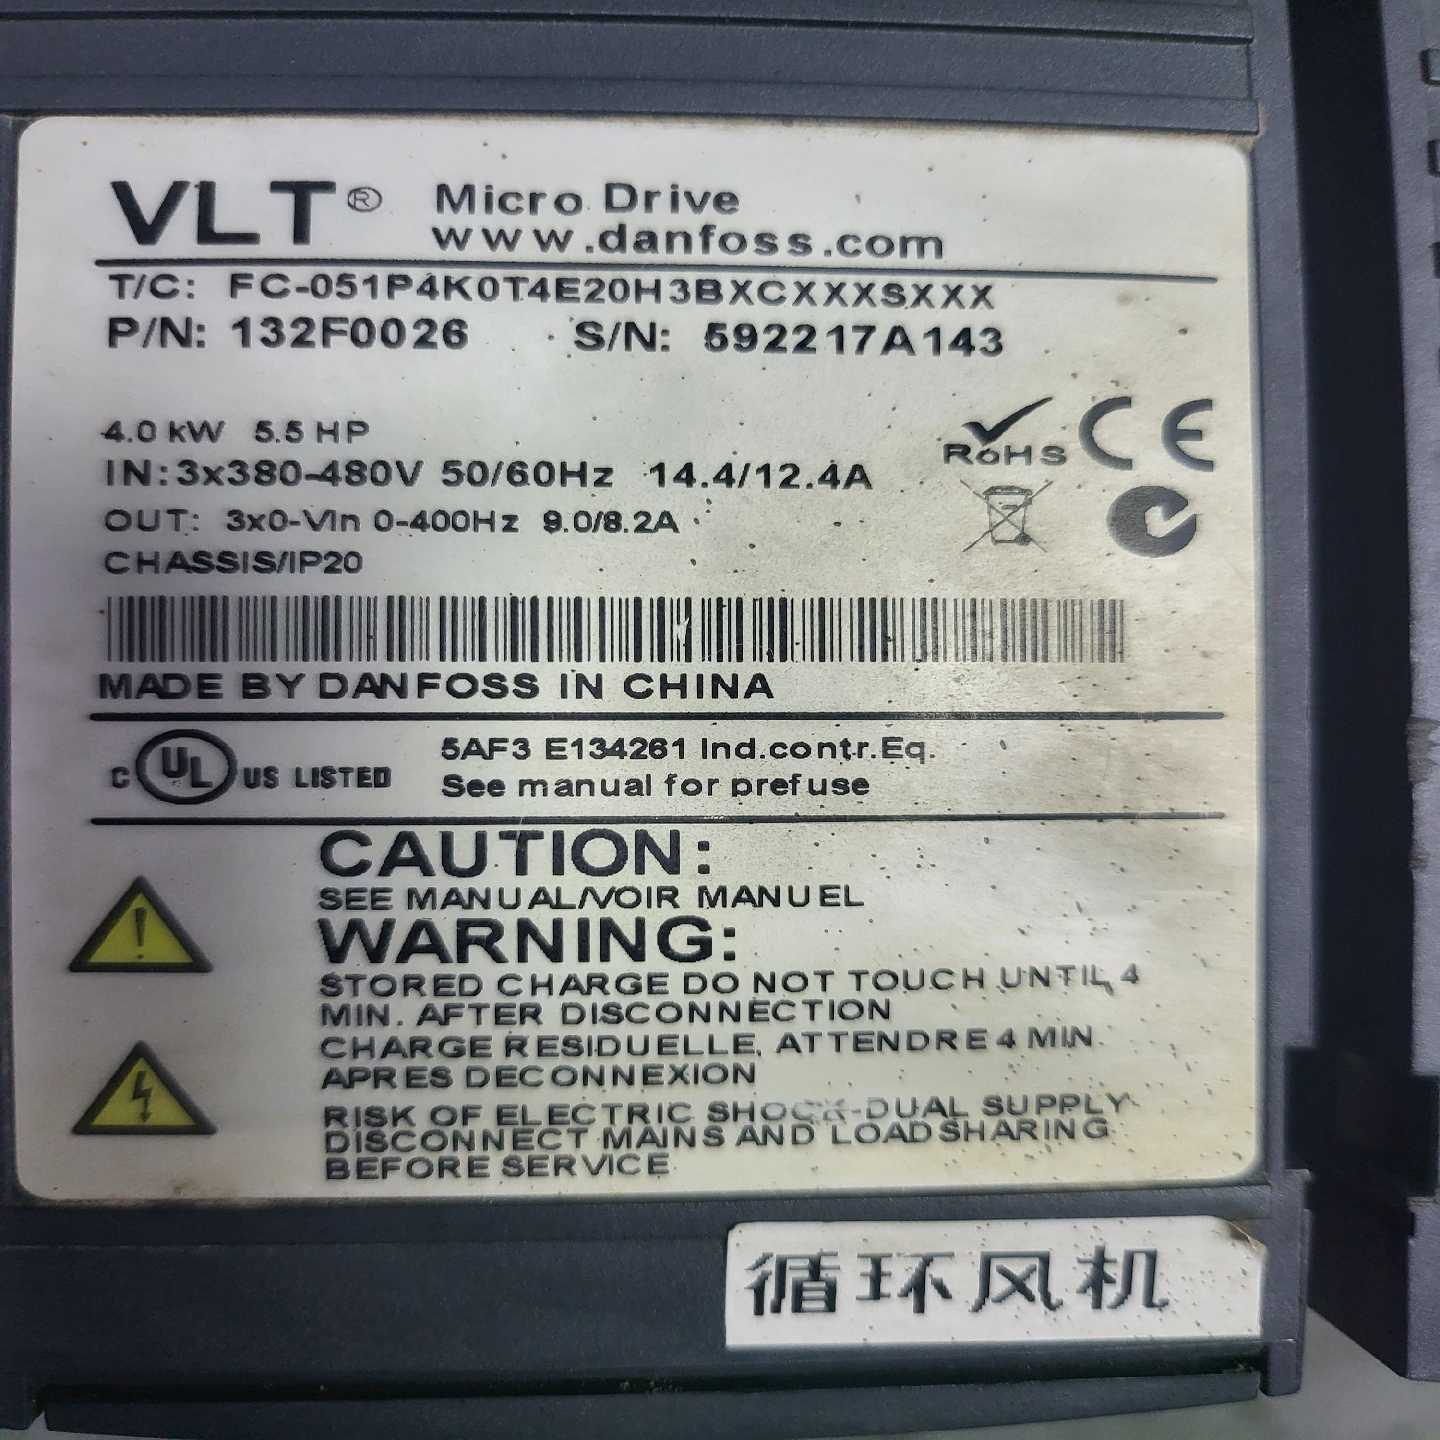 VLT® Micro Drive
www.danfoss.com
T/C: FC-051P4K0T4E20H3BXCXXXSXXX
P/N: 132F0026 S/N: 592217A143
4.0 kW 5.5 HP
IN:3x380-480V 50/60Hz 14.4/12.4A
OUT: 3x0-VIn 0-400Hz 9.0/8.2A
CHASSIS/IP20
RoHS CE
MADE BY DANFOSS IN CHINA
C UL US LISTED
5AF3 E134261 Ind.contr.Eq.
See manual for prefuse
CAUTION:
SEE MANUAL/VOIR MANUEL
WARNING:
STORED CHARGE DO NOT TOUCH UNTIL 4
MIN. AFTER DISCONNECTION
CHARGE RESIDUELLE, ATTENDRE 4 MIN.
APRES DECONNEXION
RISK OF ELECTRIC SHOCK-DUAL SUPPLY
DISCONNECT MAINS AND LOADSHARING
BEFORE SERVICE
循环风机